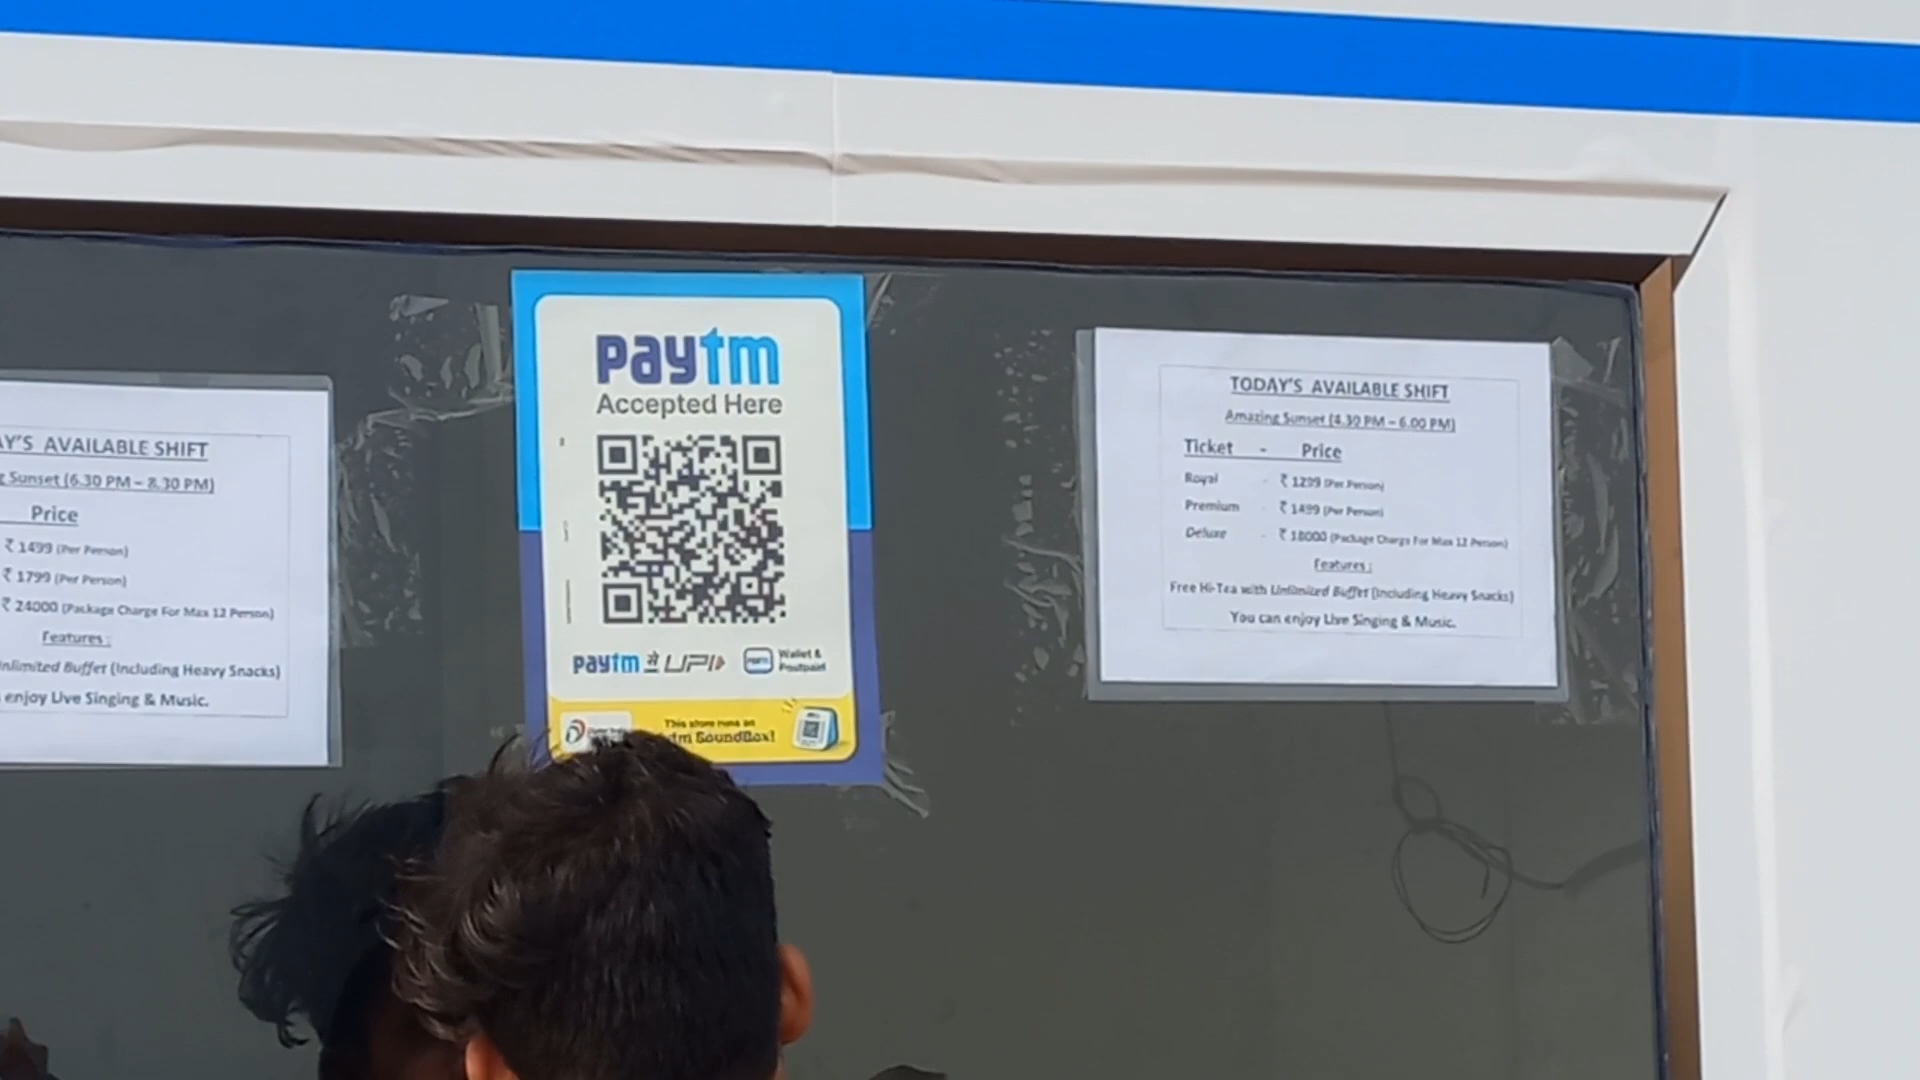 AY'S AVAILABLE SHIFT
Sunset (6.30 PM – 8.30 PM)
Price
₹ 1499 (Per Person)
₹ 1799 (Per Person)
₹ 24000 (Package Charge For Max 12 Person)
Features :
nlimited Buffet (Including Heavy Snacks)
enjoy Live Singing & Music.
paytm
Accepted Here
paytm से UPI
Wallet &
Postpaid
This store runs on
SoundBox!
TODAY'S AVAILABLE SHIFT
Amazing Sunset (4.30 PM – 6.00 PM)
Ticket - Price
Royal - ₹ 1299 (Per Person)
Premium - ₹ 1499 (Per Person)
Deluxe - ₹ 18000 (Package Charge For Max 12 Person)
Features :
Free Hi-Tea with Unlimited Buffet (Including Heavy Snacks)
You can enjoy Live Singing & Music.